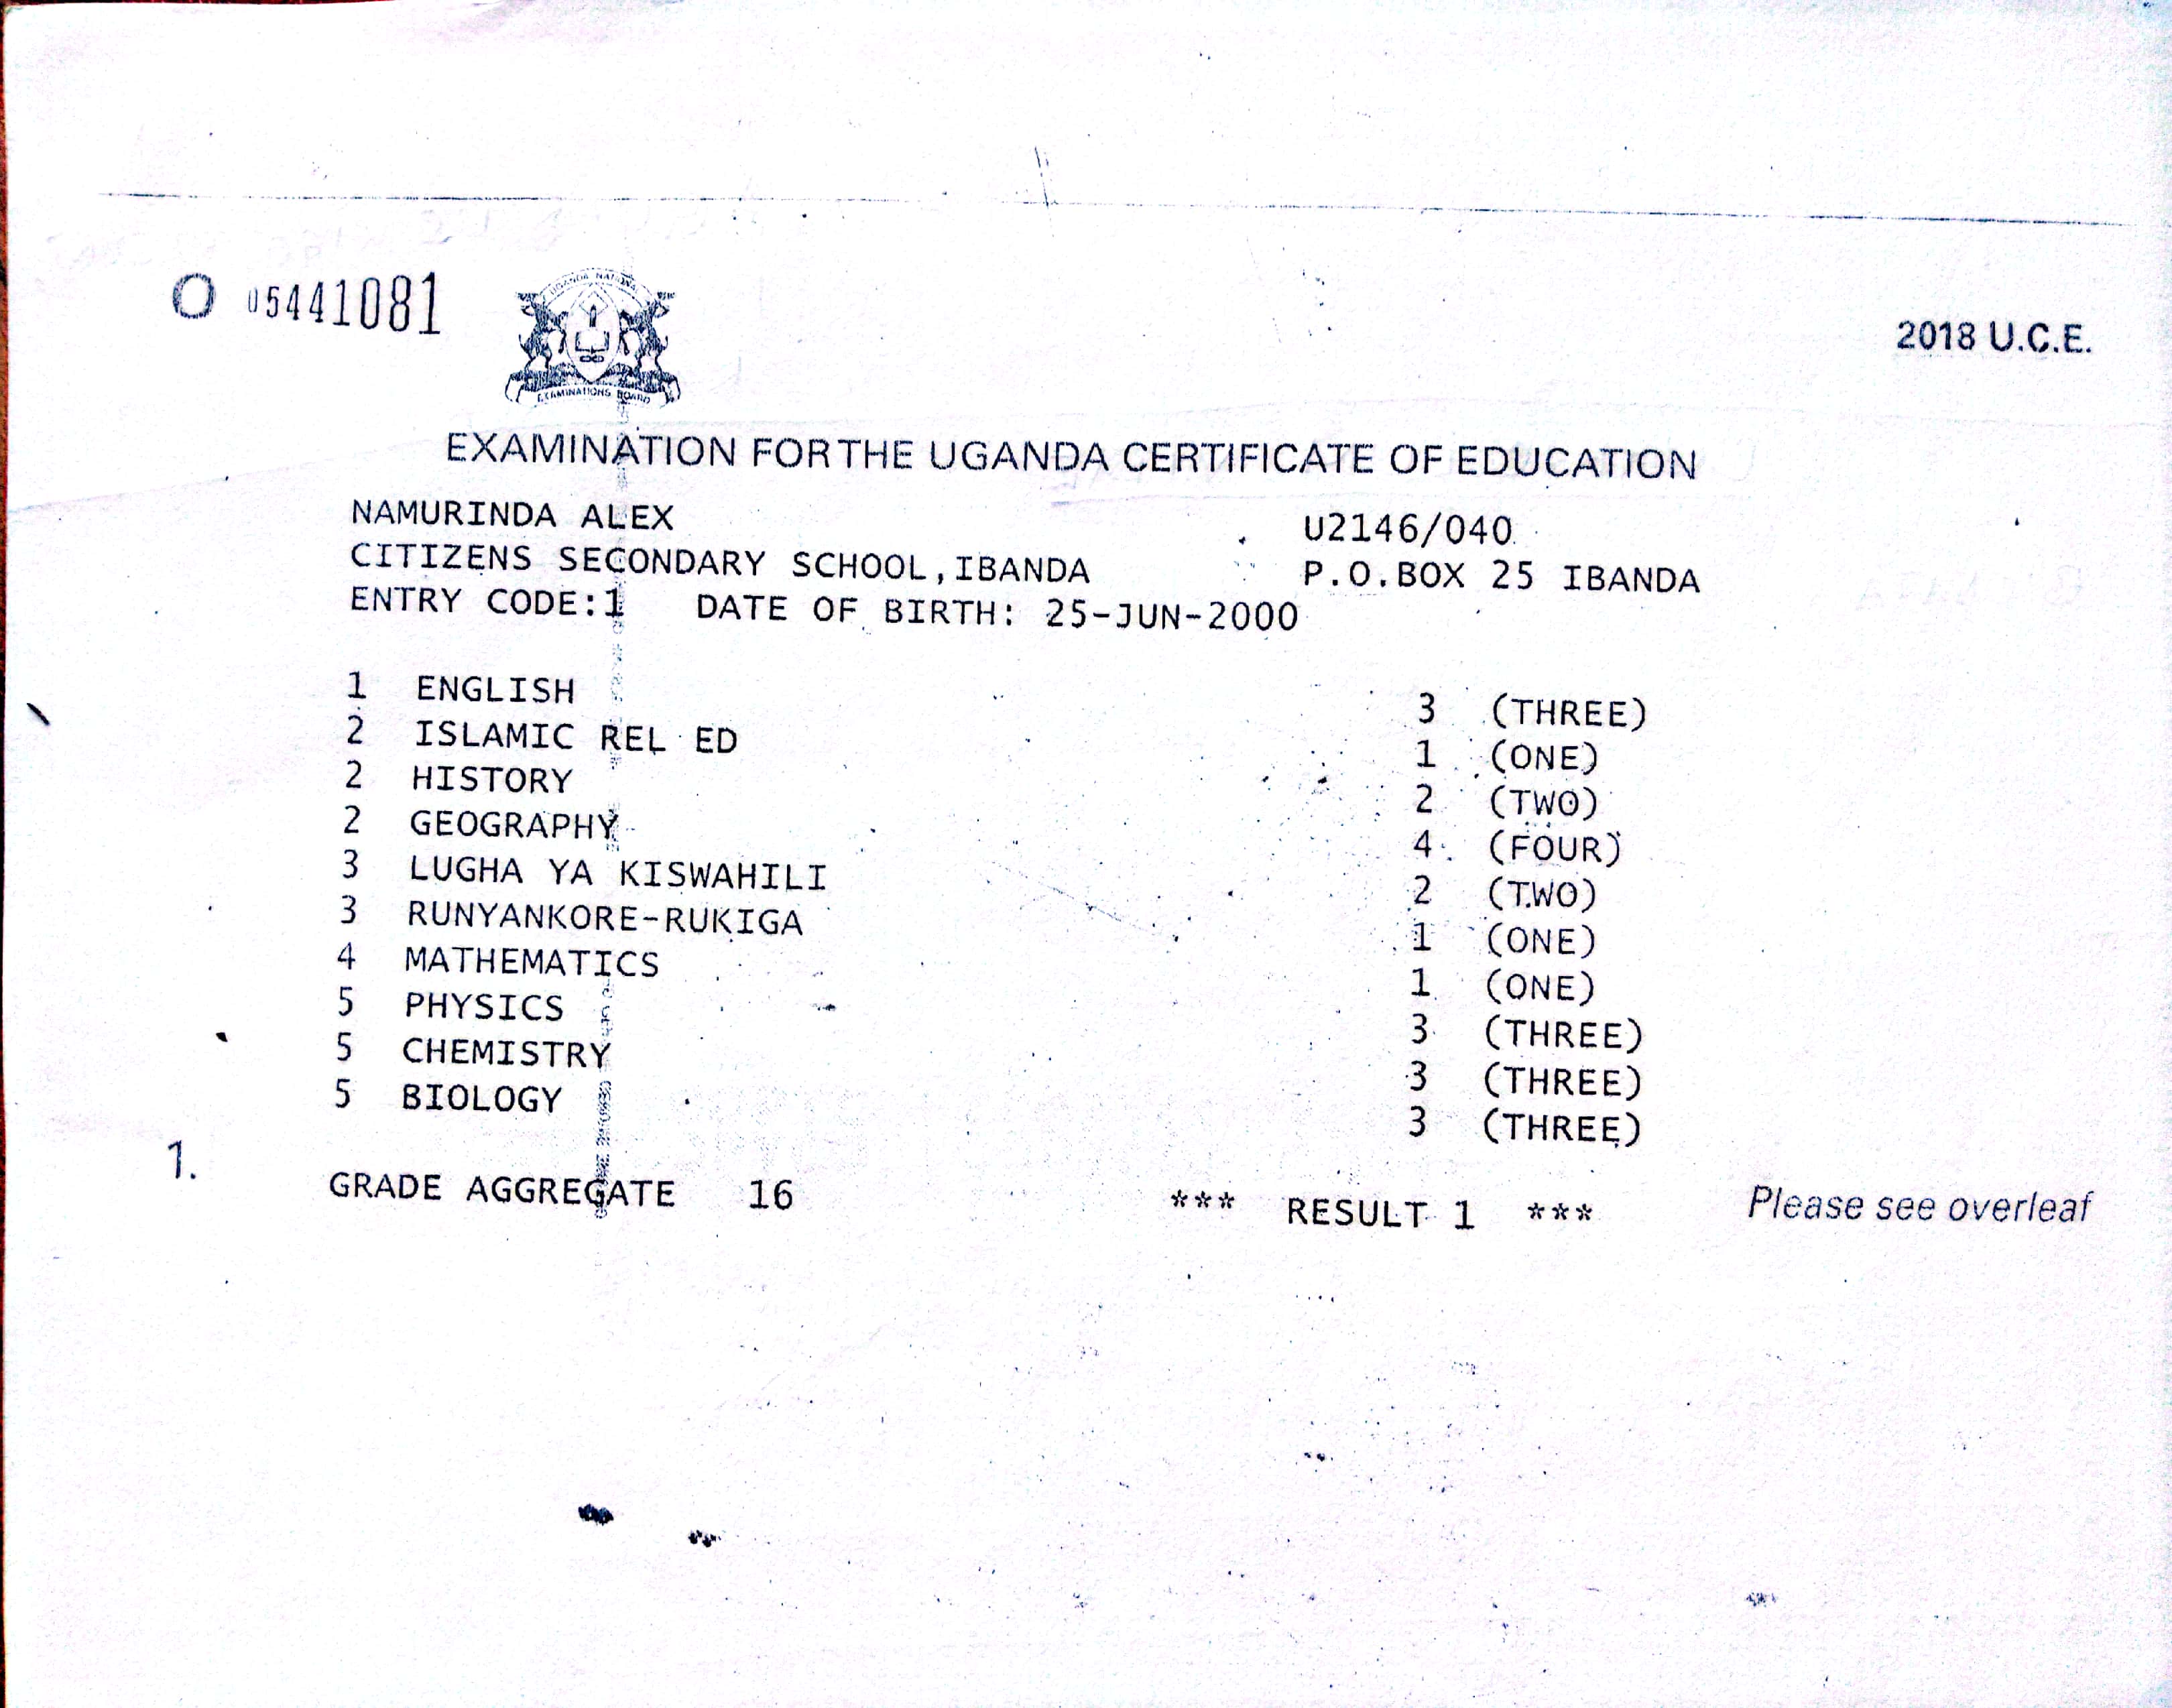 O 05441081
UGANDA
EXAMINATIONS BOARD
2018 U.C.E.
EXAMINATION FOR THE UGANDA CERTIFICATE OF EDUCATION
NAMURINDA ALEX U2146/040
CITIZENS SECONDARY SCHOOL,IBANDA P.O.BOX 25 IBANDA
ENTRY CODE:1 DATE OF BIRTH: 25-JUN-2000
1 ENGLISH 3 (THREE)
2 ISLAMIC REL ED 1 (ONE)
2 HISTORY 2 (TWO)
2 GEOGRAPHY 4 (FOUR)
3 LUGHA YA KISWAHILI 2 (TWO)
3 RUNYANKORE-RUKIGA 1 (ONE)
4 MATHEMATICS 1 (ONE)
5 PHYSICS 3 (THREE)
5 CHEMISTRY 3 (THREE)
5 BIOLOGY 3 (THREE)
1.
GRADE AGGREGATE 16 *** RESULT 1 *** Please see overleaf